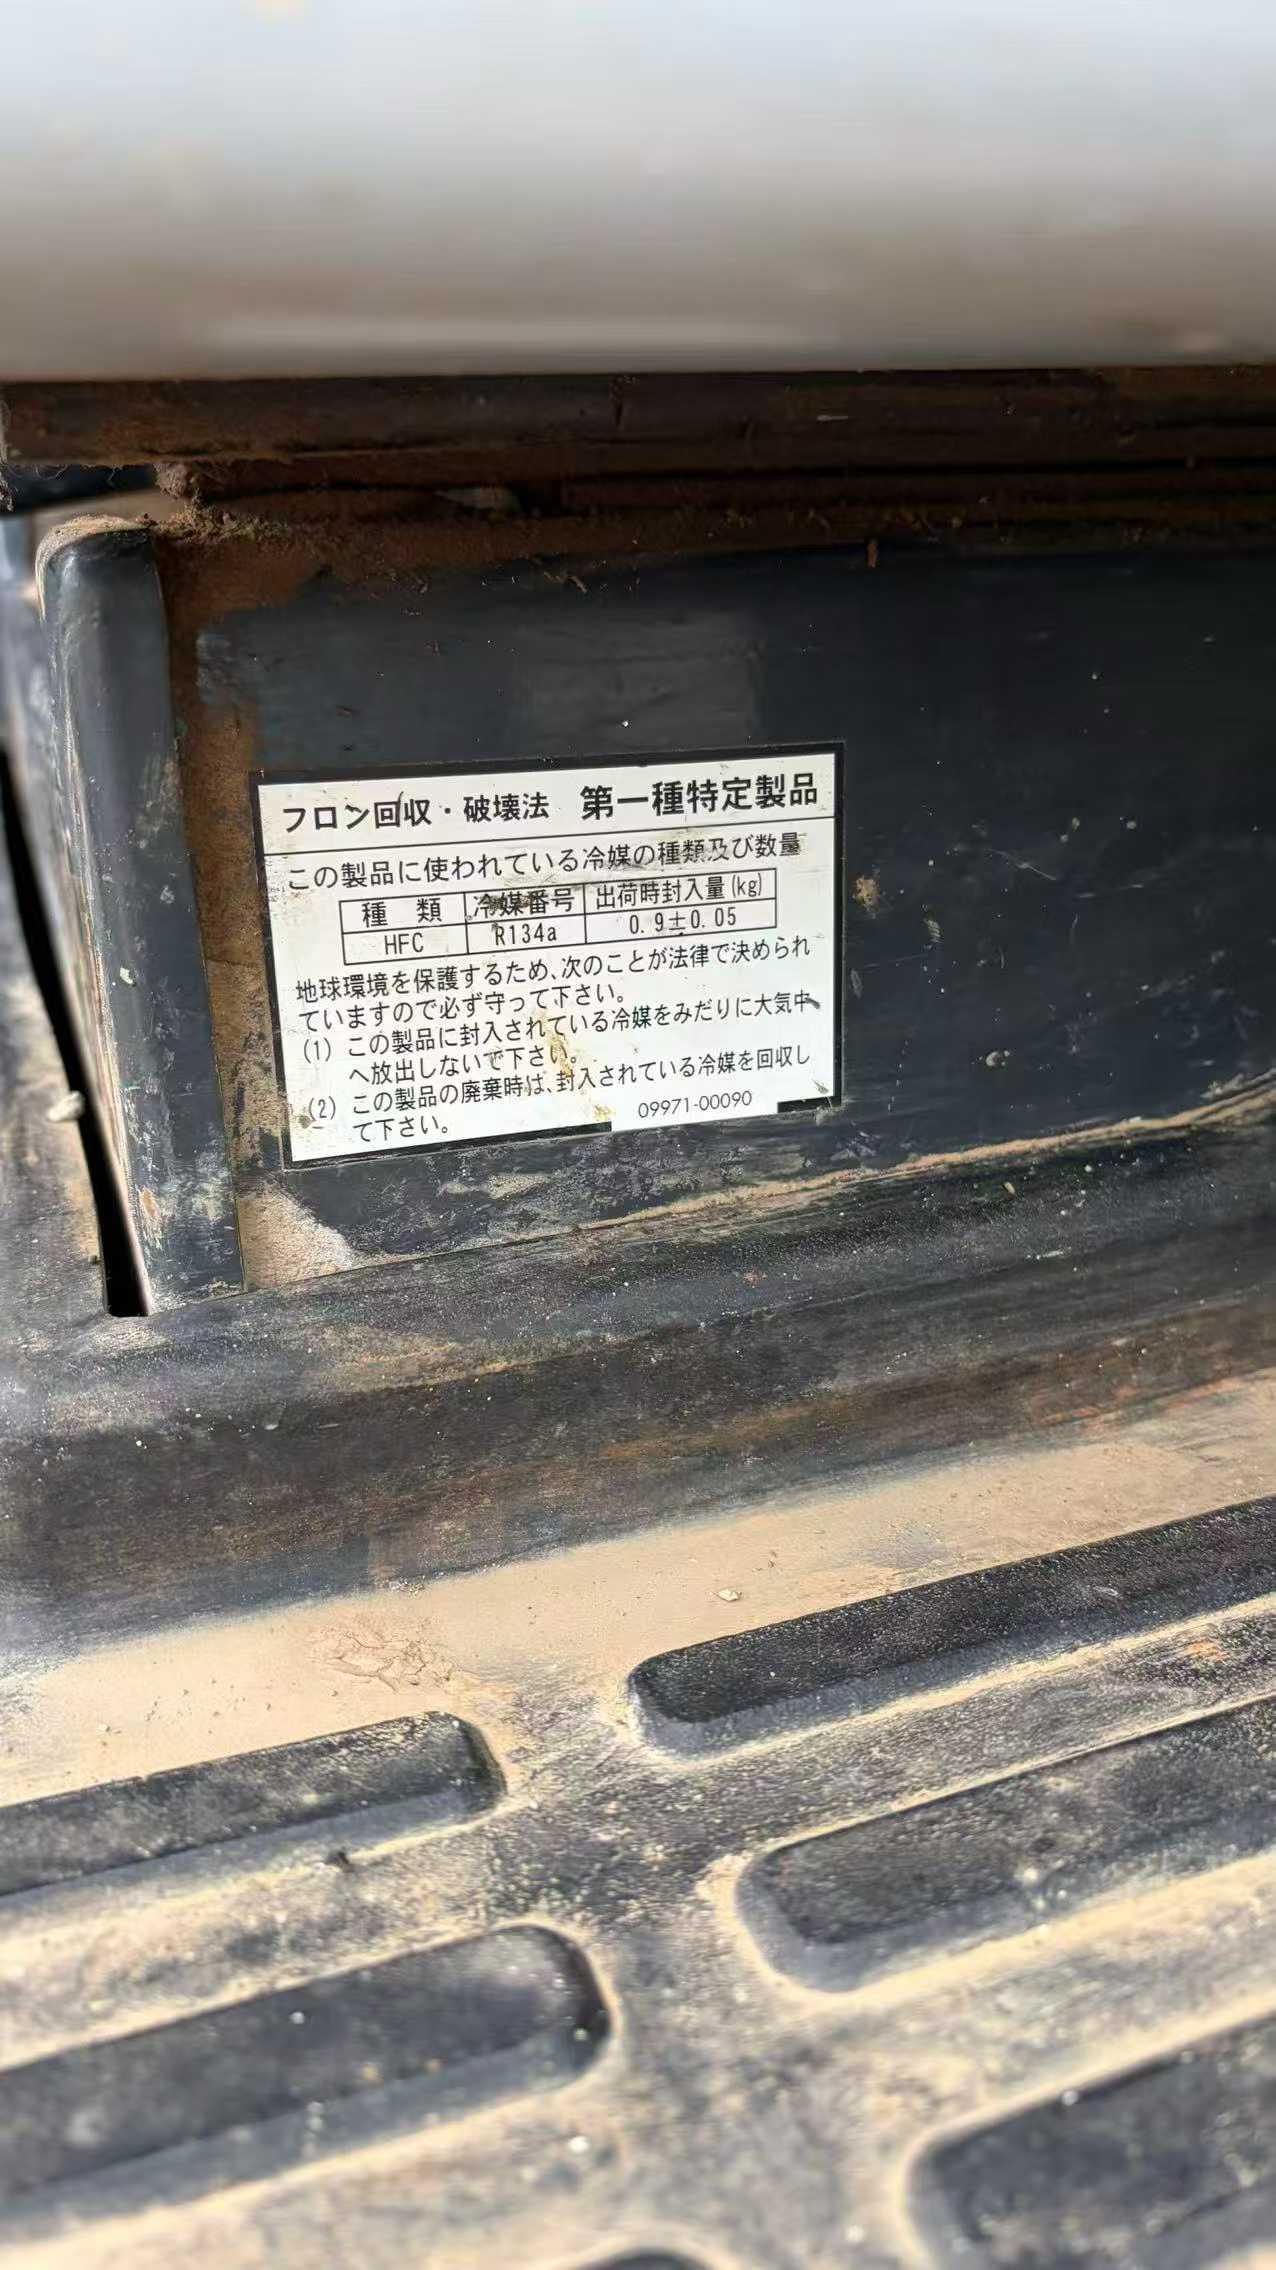 フロン回収・破壊法 第一種特定製品
この製品に使われている冷媒の種類及び数量
種 類 冷媒番号 出荷時封入量(kg)
HFC R134a 0.9±0.05
地球環境を保護するため、次のことが法律で決められ
ていますので必ず守って下さい。
(1) この製品に封入されている冷媒をみだりに大気中
へ放出しないで下さい。
(2) この製品の廃棄時は、封入されている冷媒を回収し
て下さい。
09971-00090